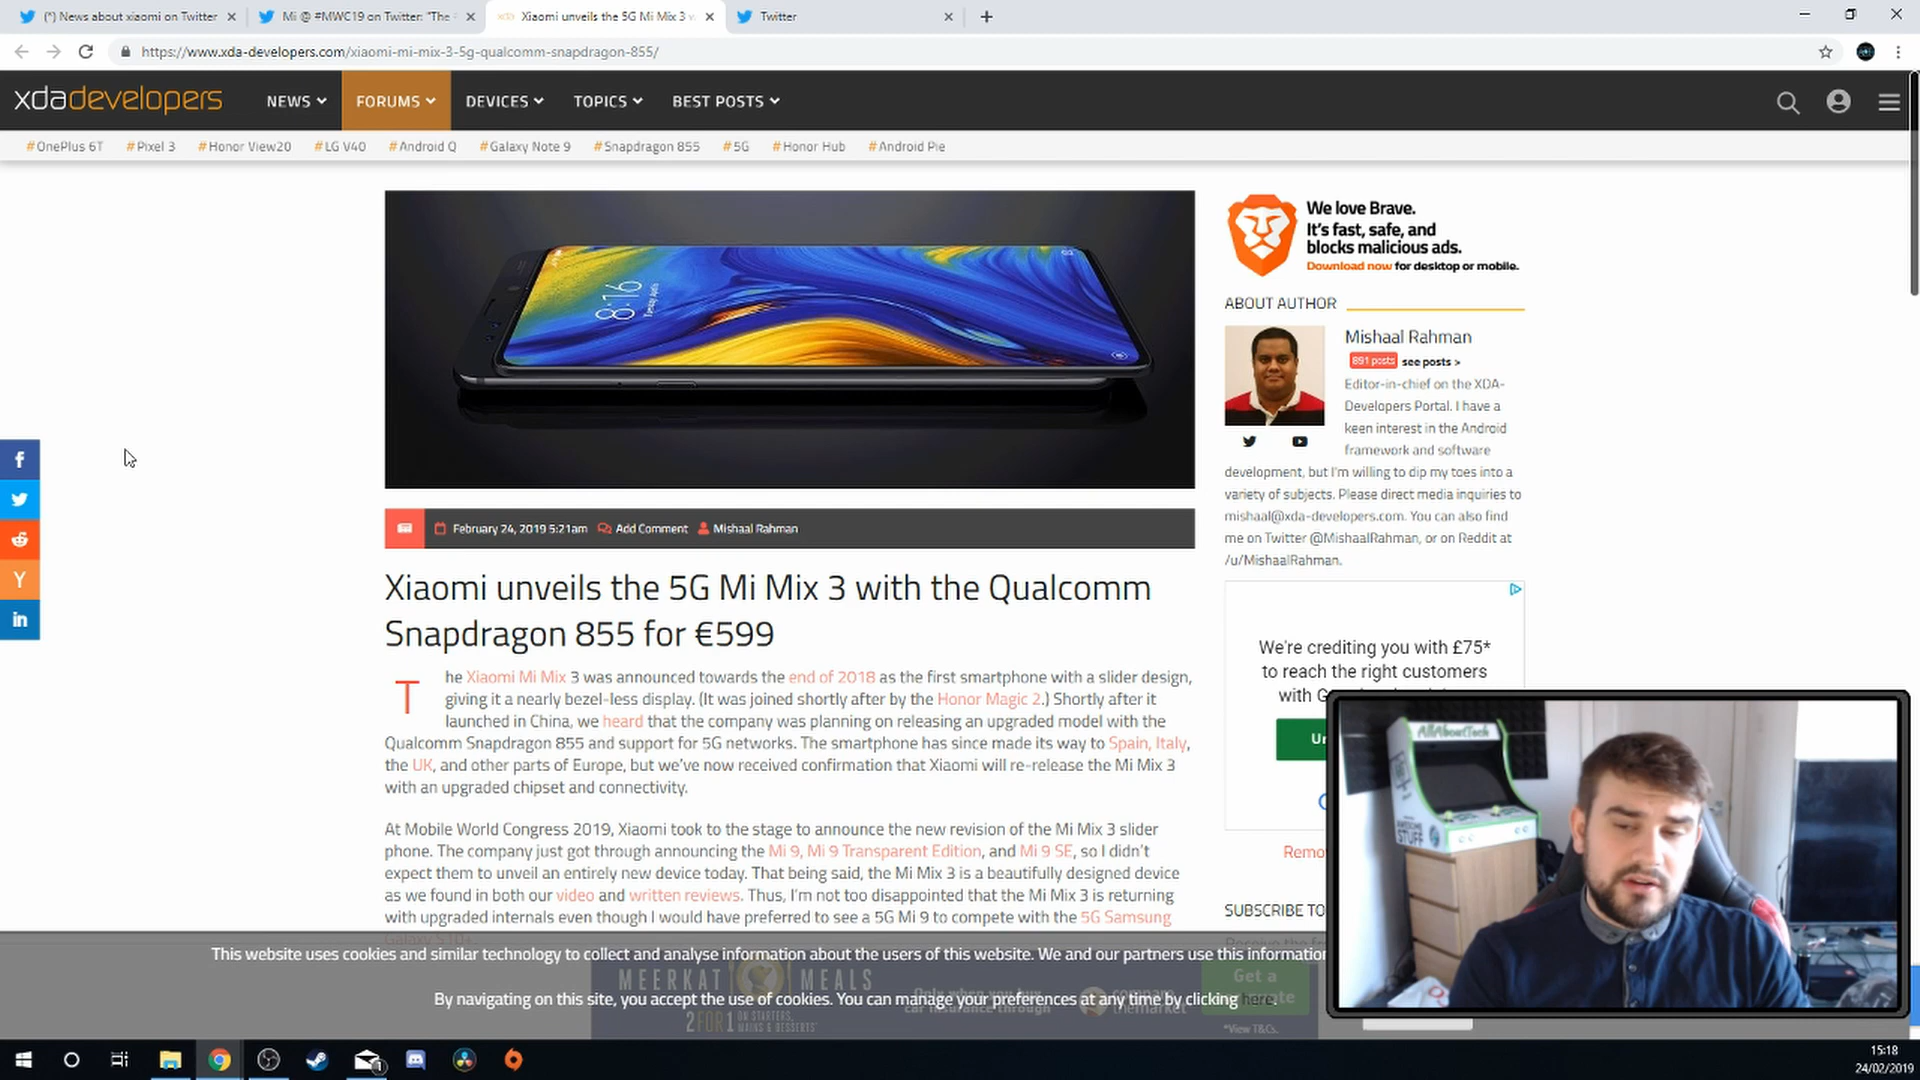 (*) News about xiaomi on Twitter
Mi @ #MWC19 on Twitter: "The
Xiaomi unveils the 5G Mi Mix 3
Twitter
https://www.xda-developers.com/xiaomi-mi-mix-3-5g-qualcomm-snapdragon-855/
xdadevelopers
NEWS
FORUMS
DEVICES
TOPICS
BEST POSTS
#OnePlus 6T #Pixel 3 #Honor View20 #LG V40 #Android Q #Galaxy Note 9 #Snapdragon 855 #5G #Honor Hub #Android Pie
8:16
We love Brave.
It's fast, safe, and
blocks malicious ads.
Download now for desktop or mobile.
ABOUT AUTHOR
Mishaal Rahman
891 posts see posts >
Editor-in-chief on the XDA-
Developers Portal. I have a
keen interest in the Android
framework and software
development, but I'm willing to dip my toes into a
variety of subjects. Please direct media inquiries to
mishaal@xda-developers.com. You can also find
me on Twitter @MishaalRahman, or on Reddit at
/u/MishaalRahman.
February 24, 2019 5:21am Add Comment Mishaal Rahman
Xiaomi unveils the 5G Mi Mix 3 with the Qualcomm
Snapdragon 855 for €599
The Xiaomi Mi Mix 3 was announced towards the end of 2018 as the first smartphone with a slider design,
giving it a nearly bezel-less display. (It was joined shortly after by the Honor Magic 2.) Shortly after it
launched in China, we heard that the company was planning on releasing an upgraded model with the
Qualcomm Snapdragon 855 and support for 5G networks. The smartphone has since made its way to Spain, Italy,
the UK, and other parts of Europe, but we've now received confirmation that Xiaomi will re-release the Mi Mix 3
with an upgraded chipset and connectivity.
At Mobile World Congress 2019, Xiaomi took to the stage to announce the new revision of the Mi Mix 3 slider
phone. The company just got through announcing the Mi 9, Mi 9 Transparent Edition, and Mi 9 SE, so I didn't
expect them to unveil an entirely new device today. That being said, the Mi Mix 3 is a beautifully designed device
as we found in both our video and written reviews. Thus, I'm not too disappointed that the Mi Mix 3 is returning
with upgraded internals even though I would have preferred to see a 5G Mi 9 to compete with the 5G Samsung
Galaxy S10+.
We're crediting you with £75*
to reach the right customers
with G
Remo
SUBSCRIBE TO
AllAboutTech
AWESOME
STUFF
This website uses cookies and similar technology to collect and analyse information about the users of this website. We and our partners use this information
By navigating on this site, you accept the use of cookies. You can manage your preferences at any time by clicking here.
MEERKAT MEALS
2FOR1 ON STARTERS,
MAINS & DESSERTS*
Only when you buy
car insurance through
Get a
*View T&Cs.
15:18
24/02/2019